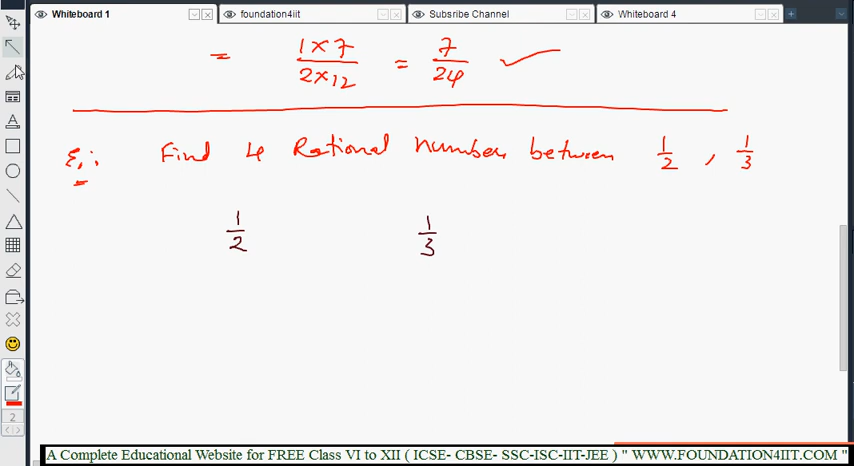 Whiteboard 1 foundation4iit Subsribe Channel Whiteboard 4
= 1 x 7 / 2 x 12 = 7 / 24 ✓
Ex: Find 4 Rational number between 1/2 , 1/3
1/2 1/3
2
A Complete Educational Website for FREE Class VI to XII ( ICSE- CBSE- SSC-ISC-IIT-JEE ) " WWW.FOUNDATION4IIT.COM "